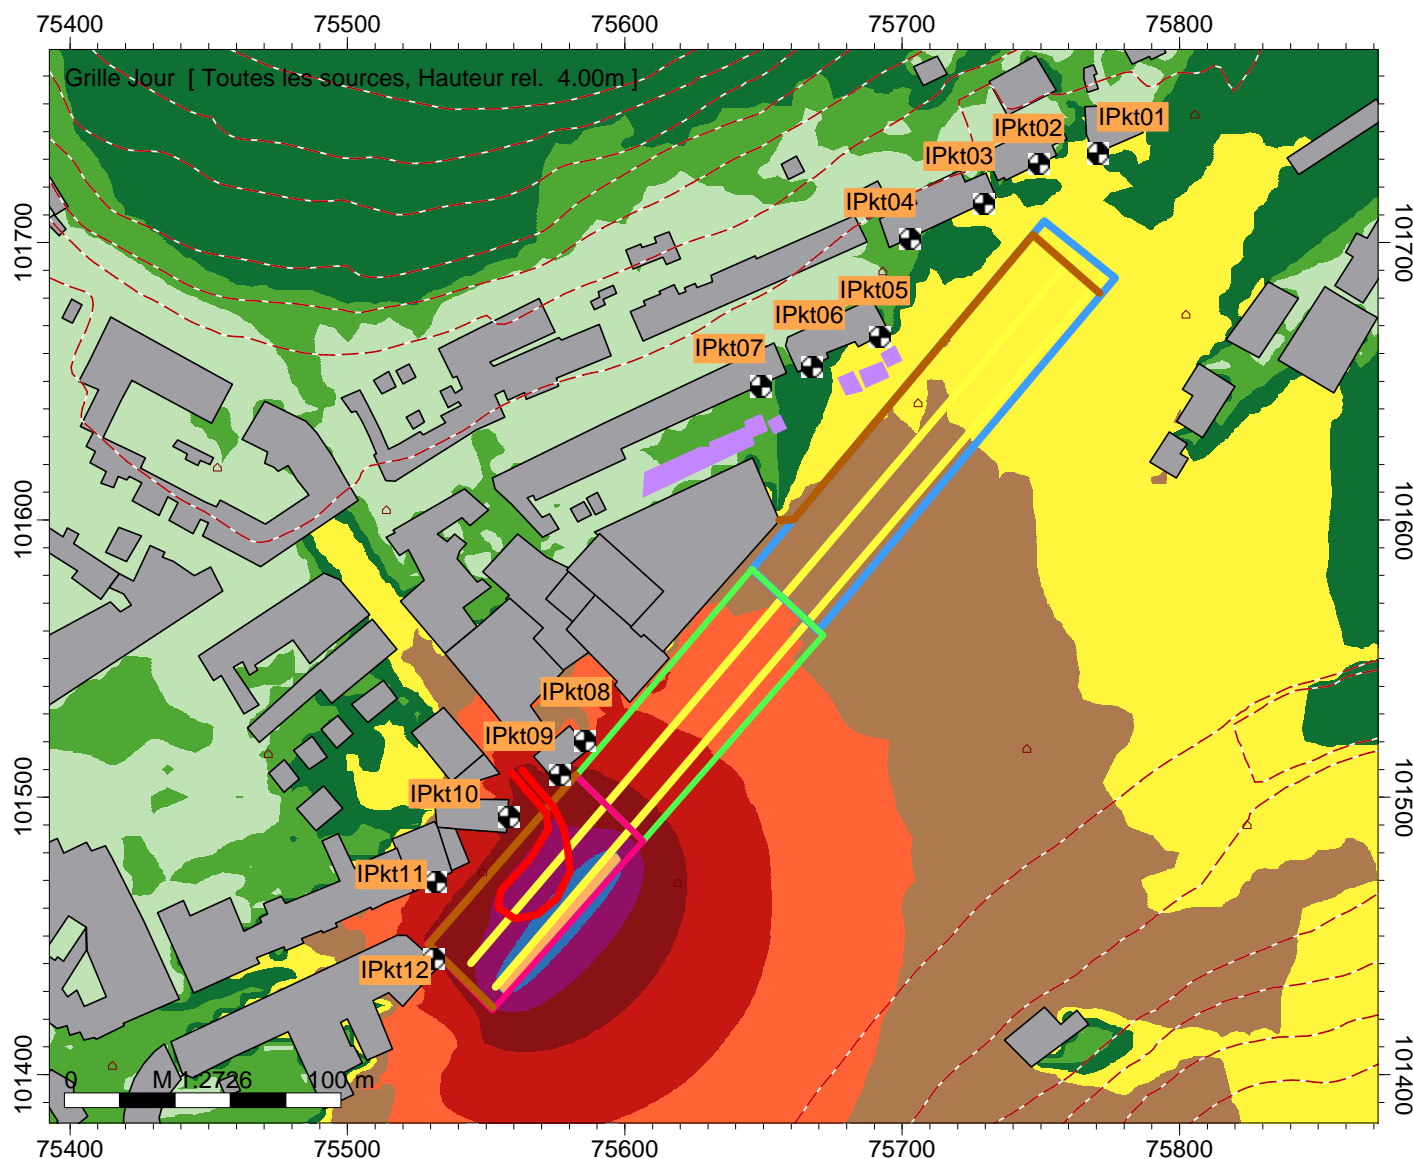 75400 75500 75600 75700 75800
Grille Jour [ Toutes les sources, Hauteur rel. 4.00m ]
IPkt01
IPkt02
IPkt03
IPkt04
101700 101700
IPkt05
IPkt06
IPkt07
101600 101600
IPkt08
IPkt09
IPkt10
101500 101500
IPkt11
IPkt12
101400 101400
0 M 1:2726 100 m
75400 75500 75600 75700 75800